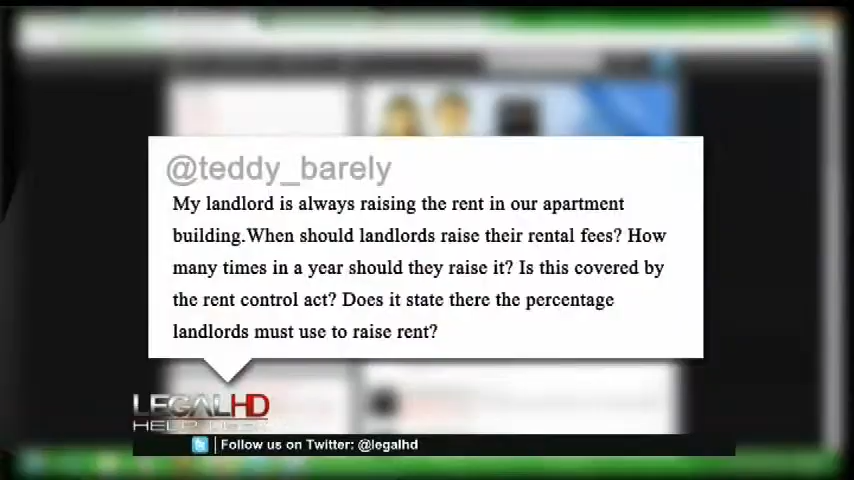 @teddy_barely
My landlord is always raising the rent in our apartment
building.When should landlords raise their rental fees? How
many times in a year should they raise it? Is this covered by
the rent control act? Does it state there the percentage
landlords must use to raise rent?
LEGALHD
HELP DESK
Follow us on Twitter: @legalhd